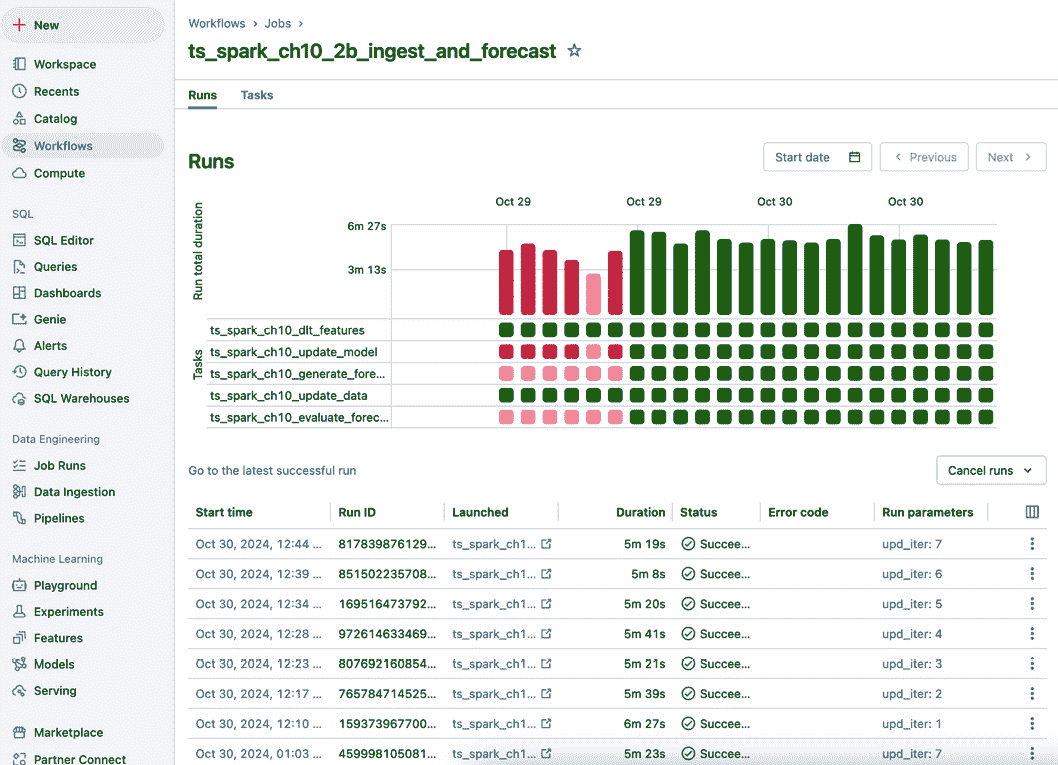 New
Workspace
Recents
Catalog
Workflows
Compute
SQL
SQL Editor
Queries
Dashboards
Genie
Alerts
Query History
SQL Warehouses
Data Engineering
Job Runs
Data Ingestion
Pipelines
Machine Learning
Playground
Experiments
Features
Models
Serving
Marketplace
Partner Connect
Workflows > Jobs >
ts_spark_ch10_2b_ingest_and_forecast
Runs Tasks
Runs
Start date < Previous Next >
Oct 29 Oct 29 Oct 30 Oct 30
Run total duration
6m 27s
3m 13s
Tasks
ts_spark_ch10_dlt_features
ts_spark_ch10_update_model
ts_spark_ch10_generate_fore...
ts_spark_ch10_update_data
ts_spark_ch10_evaluate_forec...
Go to the latest successful run
Cancel runs
Start time Run ID Launched Duration Status Error code Run parameters
Oct 30, 2024, 12:44 ... 817839876129... ts_spark_ch1... 5m 19s Succee... upd_iter: 7
Oct 30, 2024, 12:39 ... 851502235708... ts_spark_ch1... 5m 8s Succee... upd_iter: 6
Oct 30, 2024, 12:34 ... 169516473792... ts_spark_ch1... 5m 20s Succee... upd_iter: 5
Oct 30, 2024, 12:28 ... 972614633469... ts_spark_ch1... 5m 41s Succee... upd_iter: 4
Oct 30, 2024, 12:23 ... 807692160854... ts_spark_ch1... 5m 21s Succee... upd_iter: 3
Oct 30, 2024, 12:17 ... 765784714525... ts_spark_ch1... 5m 39s Succee... upd_iter: 2
Oct 30, 2024, 12:10 ... 159373967700... ts_spark_ch1... 6m 27s Succee... upd_iter: 1
Oct 30, 2024, 01:03 ... 459998105081... ts_spark_ch1... 5m 23s Succee... upd_iter: 7